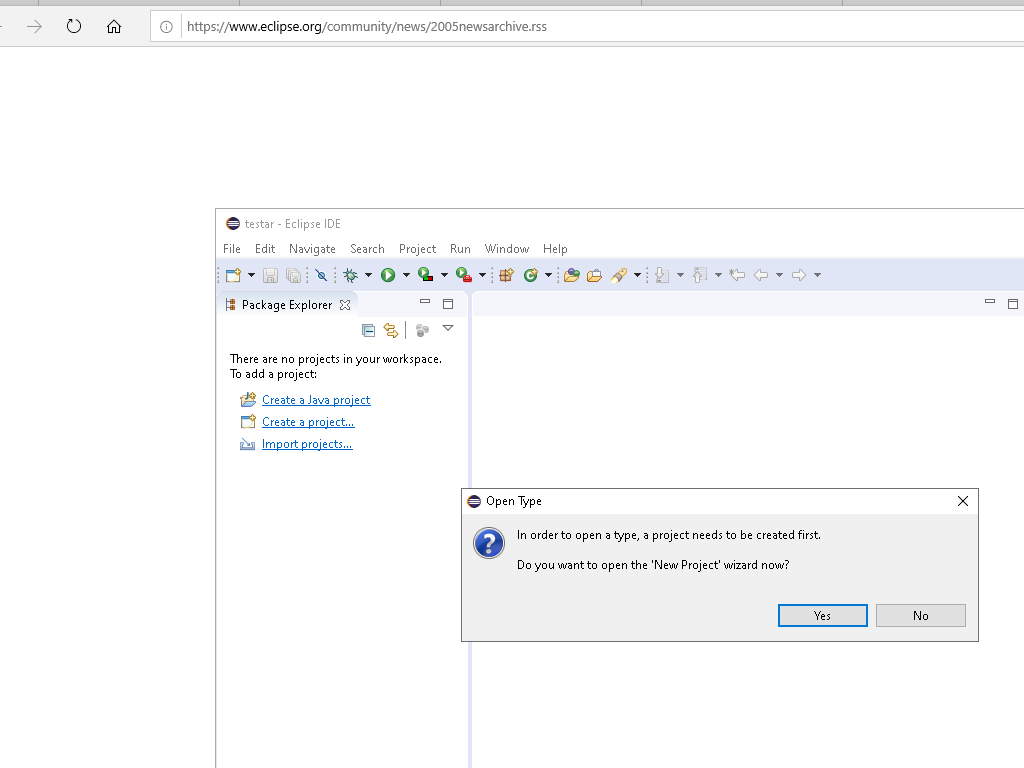 https://www.eclipse.org/community/news/2005newsarchive.rss
testar - Eclipse IDE
File Edit Navigate Search Project Run Window Help
Package Explorer
There are no projects in your workspace.
To add a project:
Create a Java project
Create a project...
Import projects...
Open Type
In order to open a type, a project needs to be created first.
Do you want to open the 'New Project' wizard now?
Yes No